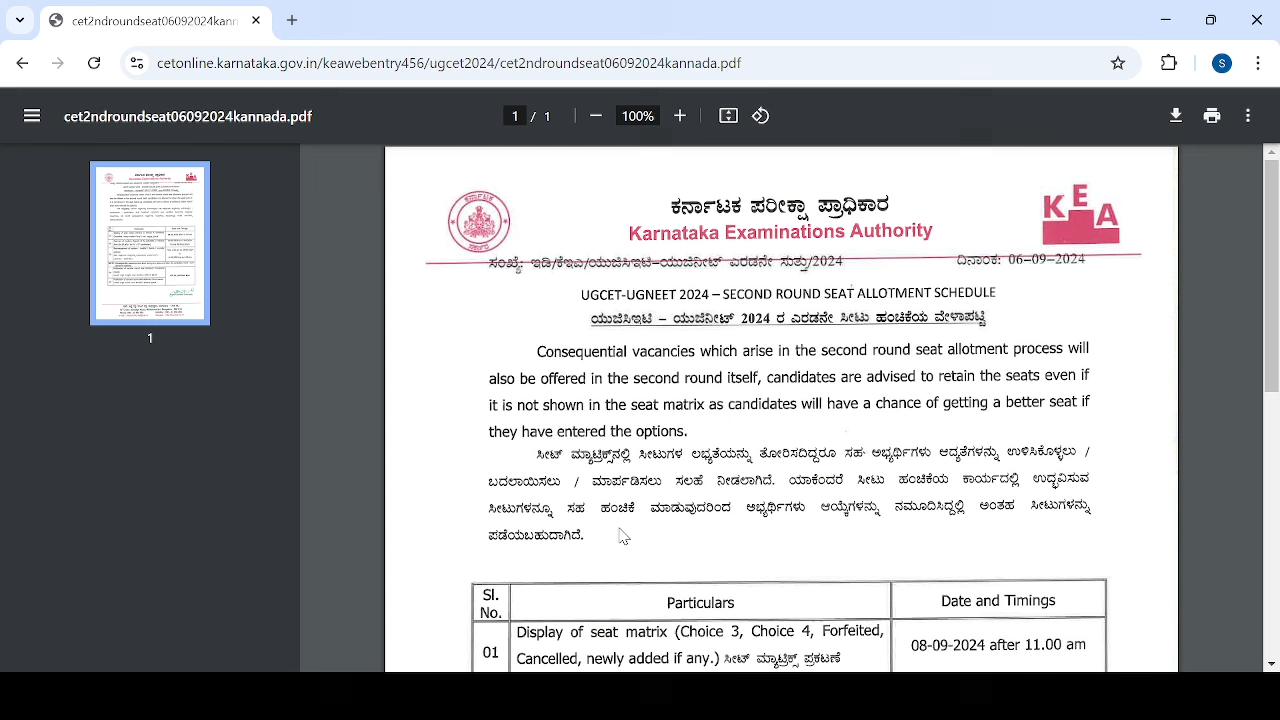 cet2ndroundseat06092024kann
cetonline.karnataka.gov.in/keawebentry456/ugcet2024/cet2ndroundseat06092024kannada.pdf
S
cet2ndroundseat06092024kannada.pdf
1 / 1
100%
1
ಕರ್ನಾಟಕ ಪರೀಕ್ಷಾ ಪ್ರಾಧಿಕಾರ
Karnataka Examinations Authority
KEA
ಸಂಖ್ಯೆ: ಇಡಿ/ಕೆಇಎ/ಯುಜಿಸಿಇಟಿ-ಯುಜಿನೀಟ್ ಎರಡನೇ ಸುತ್ತು/2024 ದಿನಾಂಕ: 06-09-2024
UGCET-UGNEET 2024 – SECOND ROUND SEAT ALLOTMENT SCHEDULE
ಯುಜಿಸಿಇಟಿ – ಯುಜಿನೀಟ್ 2024 ರ ಎರಡನೇ ಸೀಟು ಹಂಚಿಕೆಯ ವೇಳಾಪಟ್ಟಿ
Consequential vacancies which arise in the second round seat allotment process will
also be offered in the second round itself, candidates are advised to retain the seats even if
it is not shown in the seat matrix as candidates will have a chance of getting a better seat if
they have entered the options.
ಸೀಟ್ ಮ್ಯಾಟ್ರಿಕ್ಸ್‌ನಲ್ಲಿ ಸೀಟುಗಳ ಲಭ್ಯತೆಯನ್ನು ತೋರಿಸದಿದ್ದರೂ ಸಹ ಅಭ್ಯರ್ಥಿಗಳು ಆದ್ಯತೆಗಳನ್ನು ಉಳಿಸಿಕೊಳ್ಳಲು /
ಬದಲಾಯಿಸಲು / ಮಾರ್ಪಡಿಸಲು ಸಲಹೆ ನೀಡಲಾಗಿದೆ. ಯಾಕೆಂದರೆ ಸೀಟು ಹಂಚಿಕೆಯ ಕಾರ್ಯದಲ್ಲಿ ಉದ್ಭವಿಸುವ
ಸೀಟುಗಳನ್ನೂ ಸಹ ಹಂಚಿಕೆ ಮಾಡುವುದರಿಂದ ಅಭ್ಯರ್ಥಿಗಳು ಆಯ್ಕೆಗಳನ್ನು ನಮೂದಿಸಿದ್ದಲ್ಲಿ ಅಂತಹ ಸೀಟುಗಳನ್ನು
ಪಡೆಯಬಹುದಾಗಿದೆ.
Sl. No. Particulars Date and Timings
01 Display of seat matrix (Choice 3, Choice 4, Forfeited, 08-09-2024 after 11.00 am
Cancelled, newly added if any.) ಸೀಟ್ ಮ್ಯಾಟ್ರಿಕ್ಸ್ ಪ್ರಕಟಣೆ